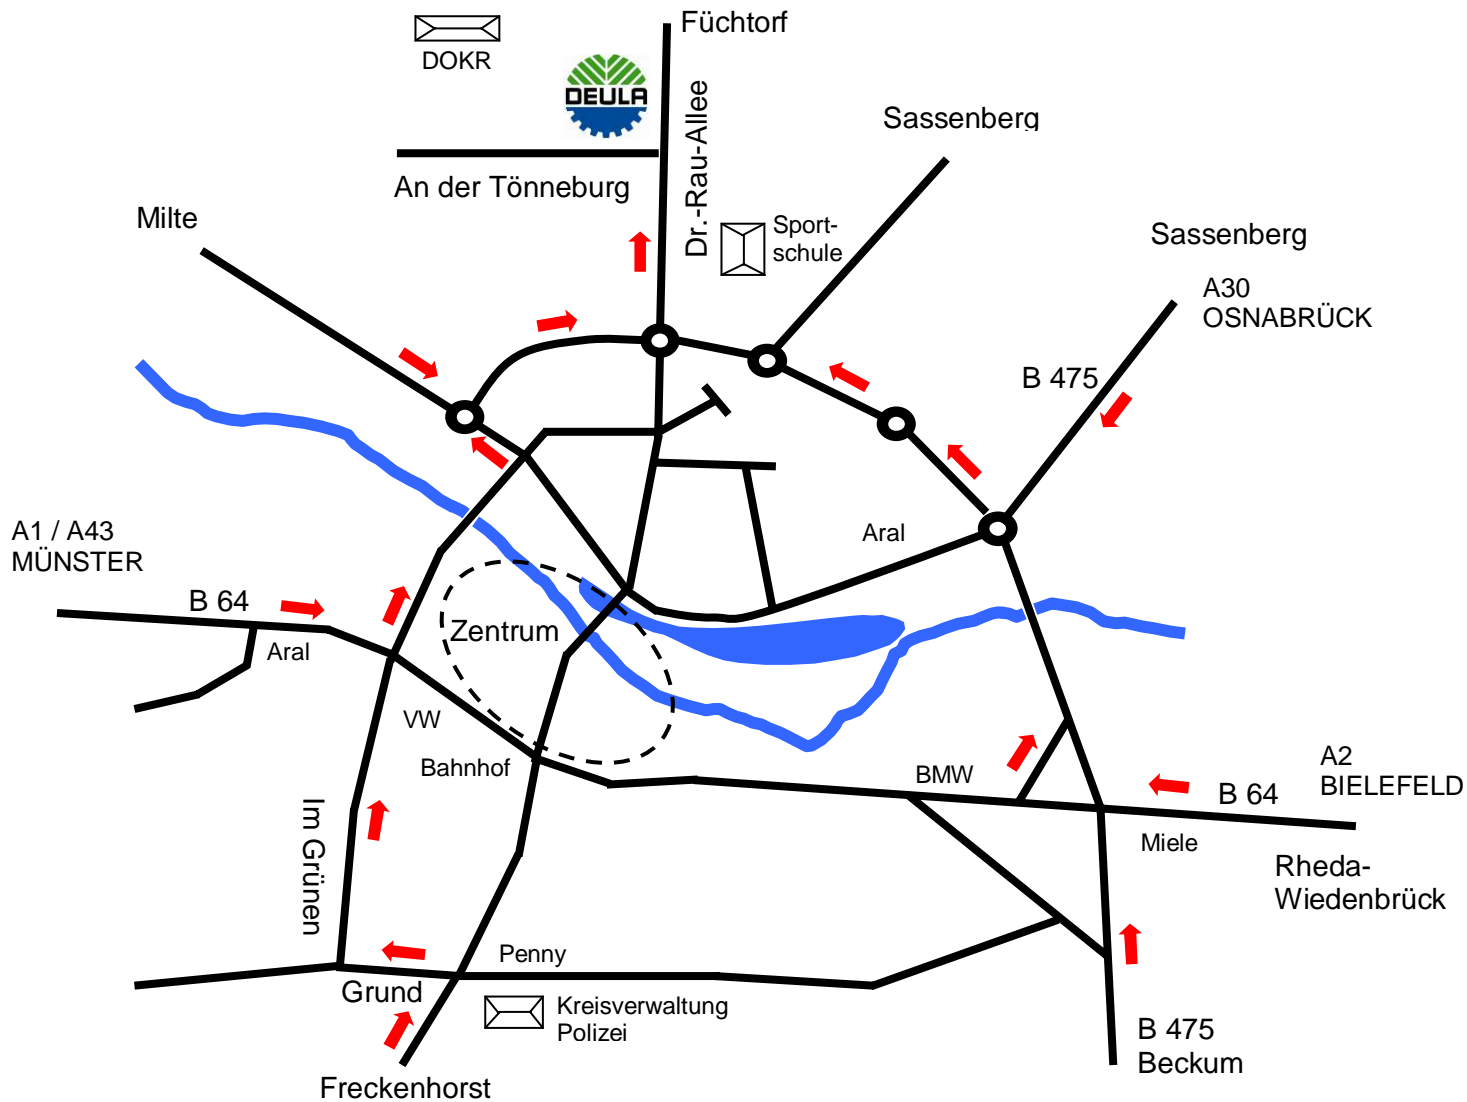 Füchtorf
DOKR
DEULA
Dr.-Rau-Allee
Sassenberg
An der Tönneburg
Milte
Sport-
schule
Sassenberg
A30
OSNABRÜCK
B 475
A1 / A43
MÜNSTER
Aral
B 64
Zentrum
Aral
VW
Bahnhof
BMW
A2
BIELEFELD
B 64
Im Grünen
Miele
Rheda-
Wiedenbrück
Penny
Grund
Kreisverwaltung
Polizei
B 475
Beckum
Freckenhorst